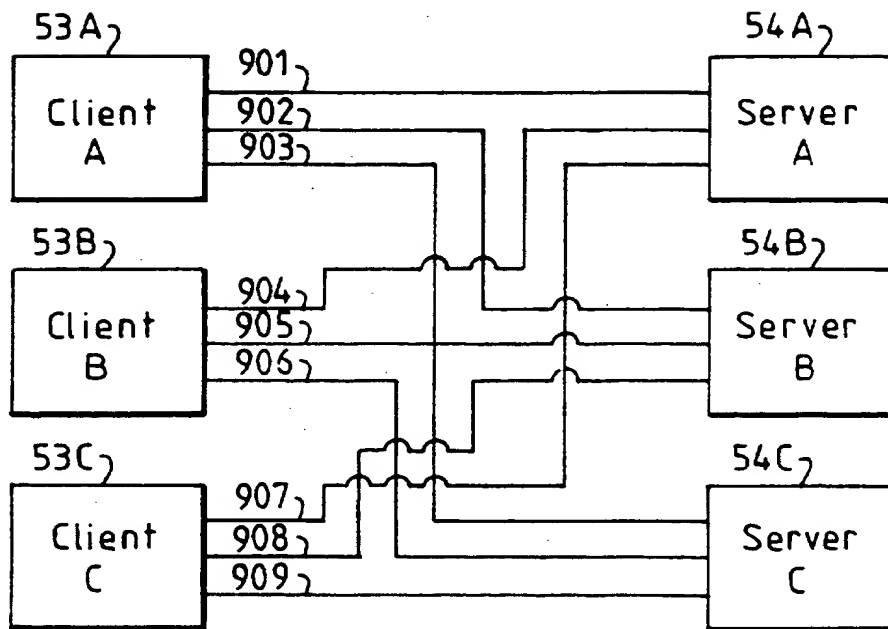 53A
54A
Client
A
901
902
903
Server
A
53B
54B
Client
B
904
905
906
Server
B
53C
54C
Client
C
907
908
909
Server
C